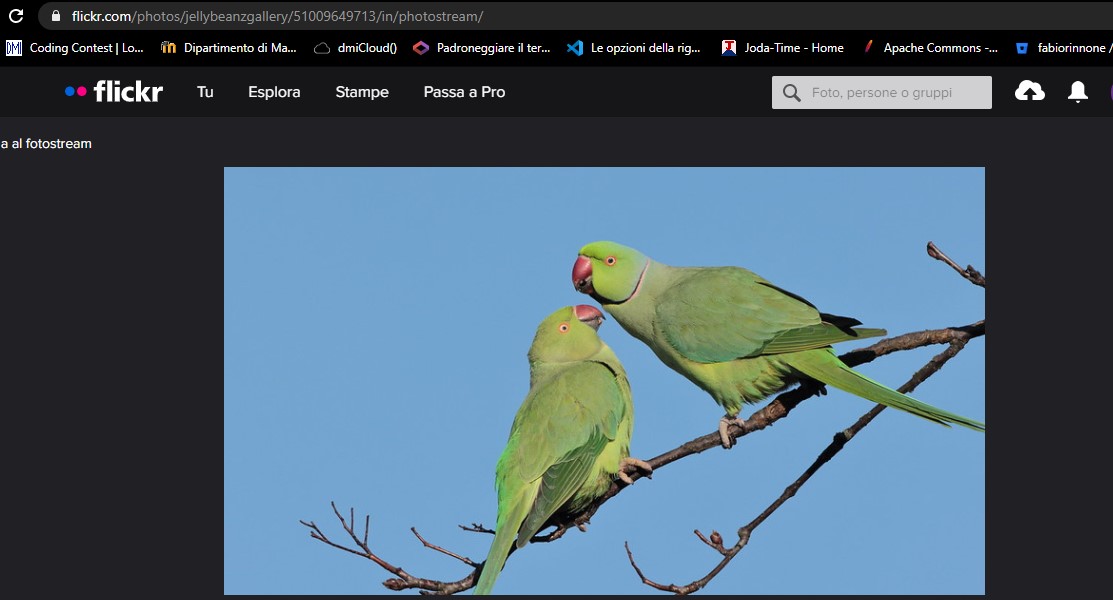 flickr.com/photos/jellybeanzgallery/51009649713/in/photostream/
DMI Coding Contest | Lo... Dipartimento di Ma... dmiCloud() Padroneggiare il ter... Le opzioni della rig... Joda-Time - Home Apache Commons -... fabiorinnone /
flickr Tu Esplora Stampe Passa a Pro Foto, persone o gruppi
a al fotostream